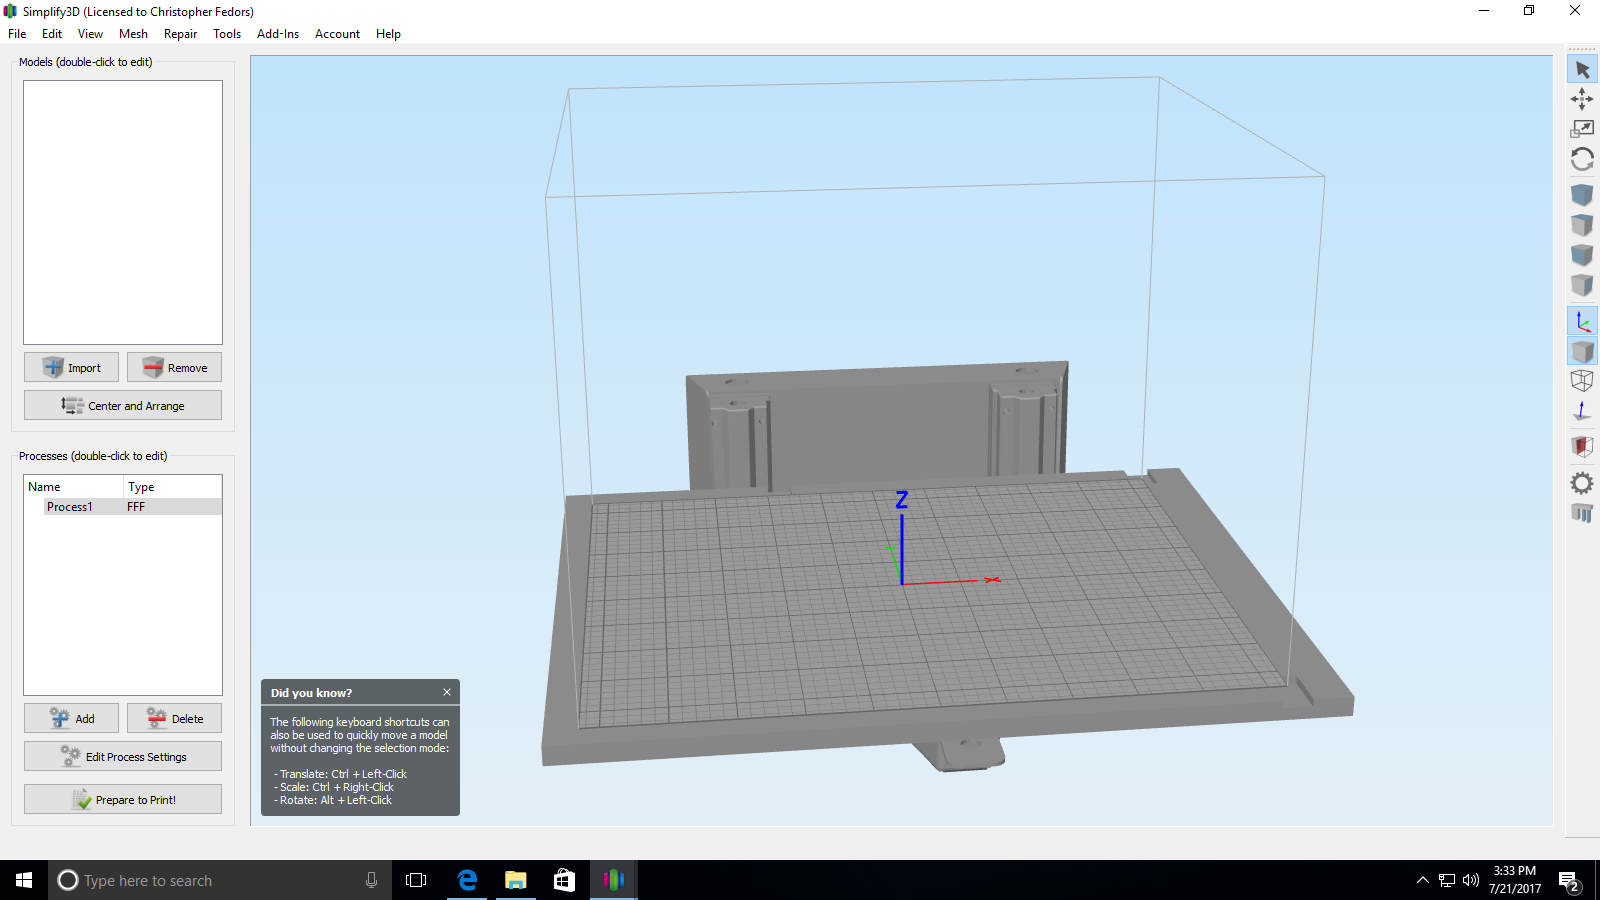 Simplify3D (Licensed to Christopher Fedors)
File Edit View Mesh Repair Tools Add-Ins Account Help
Models (double-click to edit)
Import Remove
Center and Arrange
Processes (double-click to edit)
Name Type
Process1 FFF
Add Delete
Edit Process Settings
Prepare to Print!
Z
Y
X
Did you know?
The following keyboard shortcuts can
also be used to quickly move a model
without changing the selection mode:
- Translate: Ctrl + Left-Click
- Scale: Ctrl + Right-Click
- Rotate: Alt + Left-Click
Type here to search
3:33 PM
7/21/2017
2